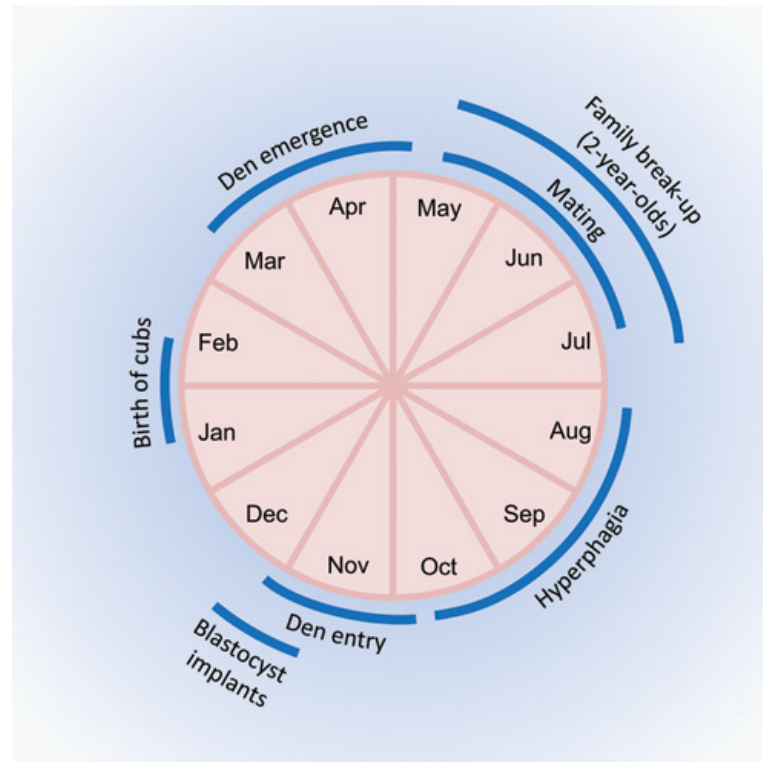 Family break-up
(2-year-olds)
Den emergence
Mating
Apr
May
Mar
Jun
Feb
Jul
Birth of cubs
Jan
Aug
Dec
Sep
Nov
Oct
Hyperphagia
Den entry
Blastocyst
implants